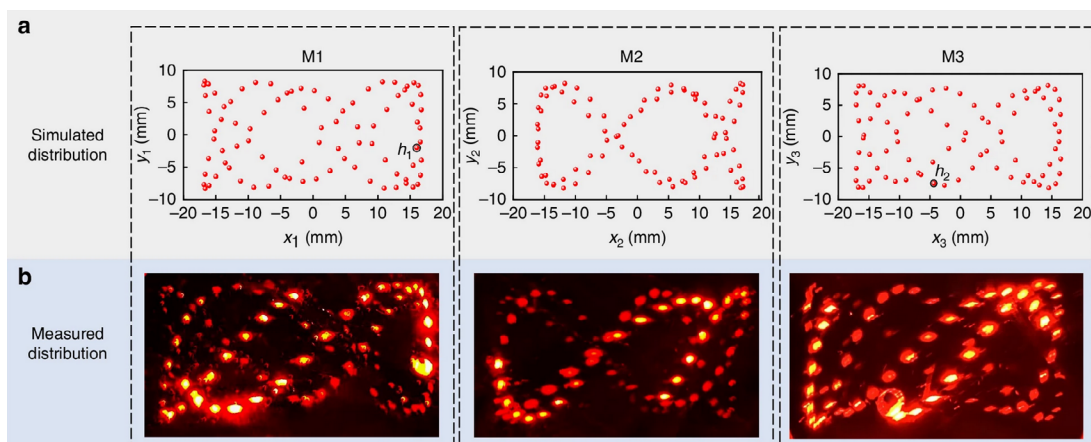 a
M1
M2
M3
Simulated
distribution
10
5
0
−5
−10
y1 (mm)
h1
−20 −15 −10 −5 0 5 10 15 20
x1 (mm)
10
5
0
−5
−10
y2 (mm)
−20 −15 −10 −5 0 5 10 15 20
x2 (mm)
10
5
0
−5
−10
y3 (mm)
h2
−20 −15 −10 −5 0 5 10 15 20
x3 (mm)
b
Measured
distribution